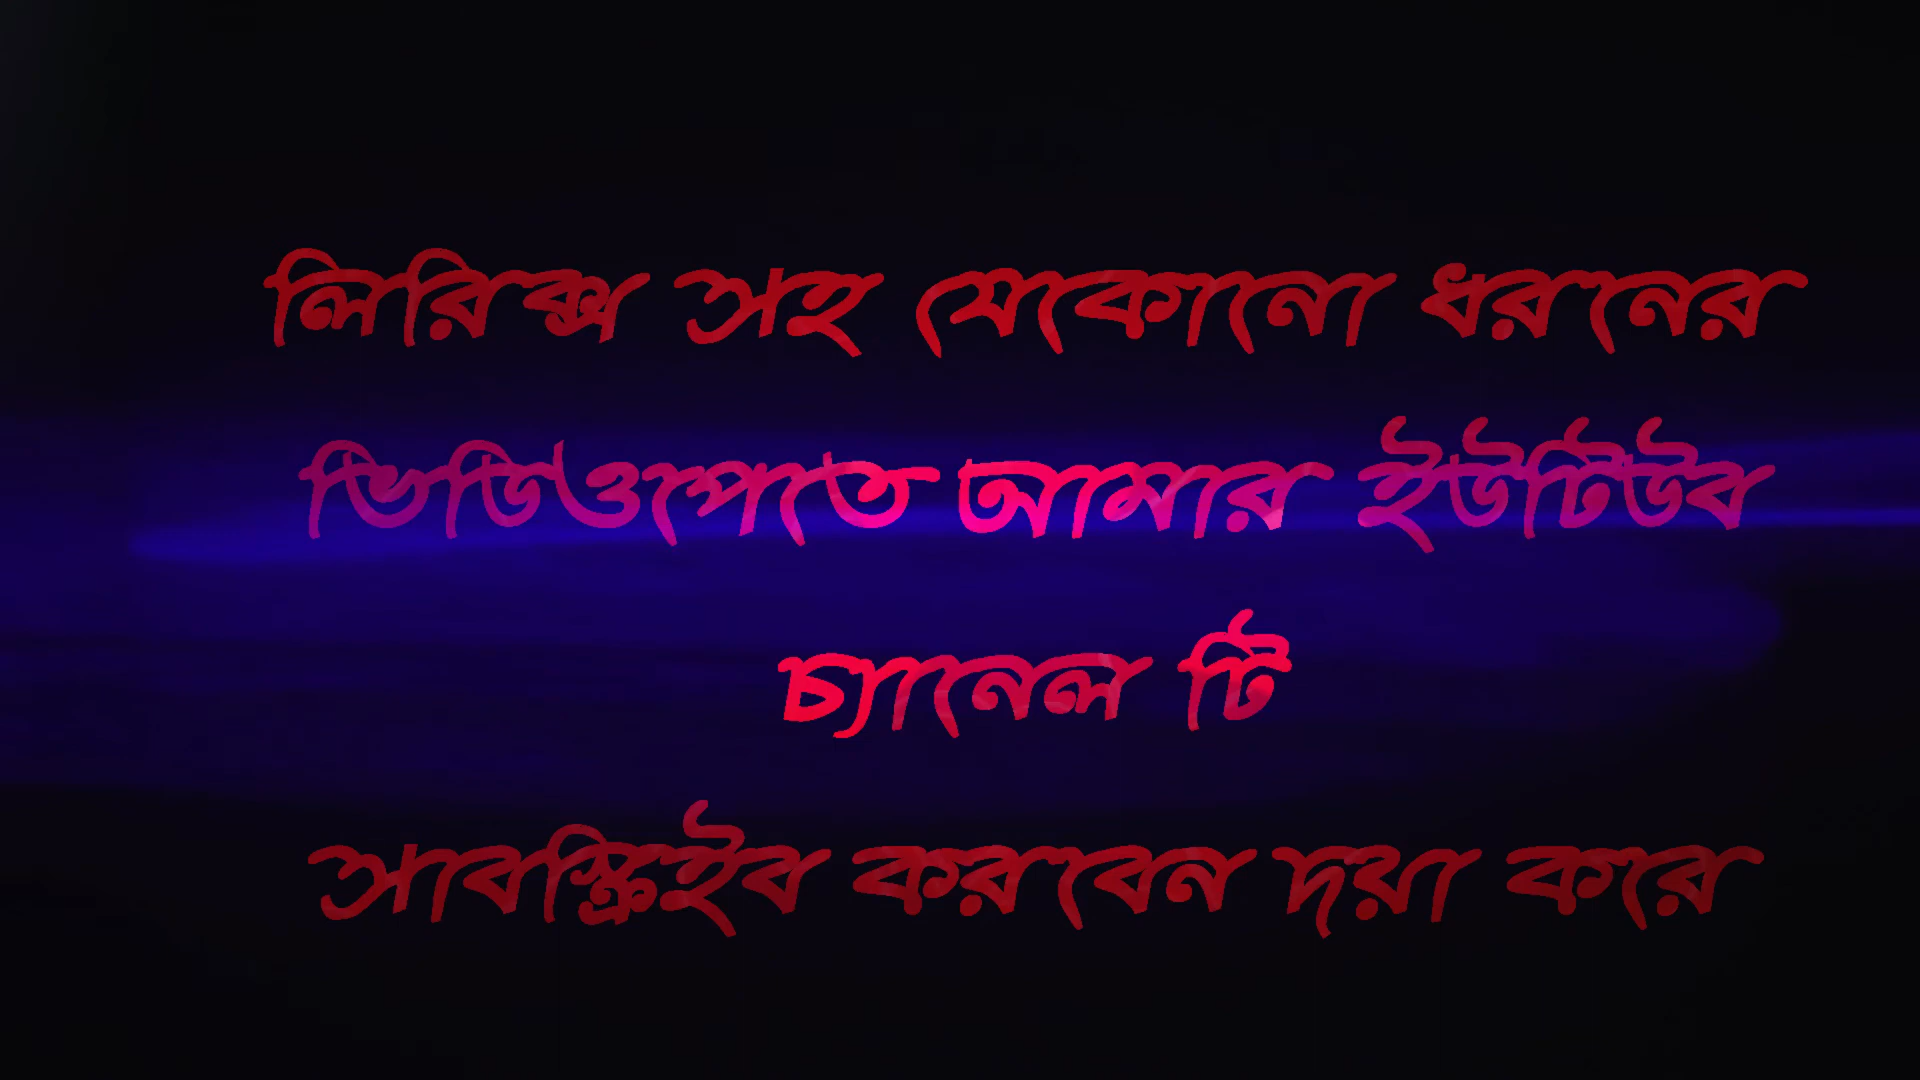 লিরিক্স সহ যেকোনো ধরনের
ভিডিওপেতে আমার ইউটিউব
চ্যানেল টি
সাবস্ক্রিইব করবেন দয়া করে